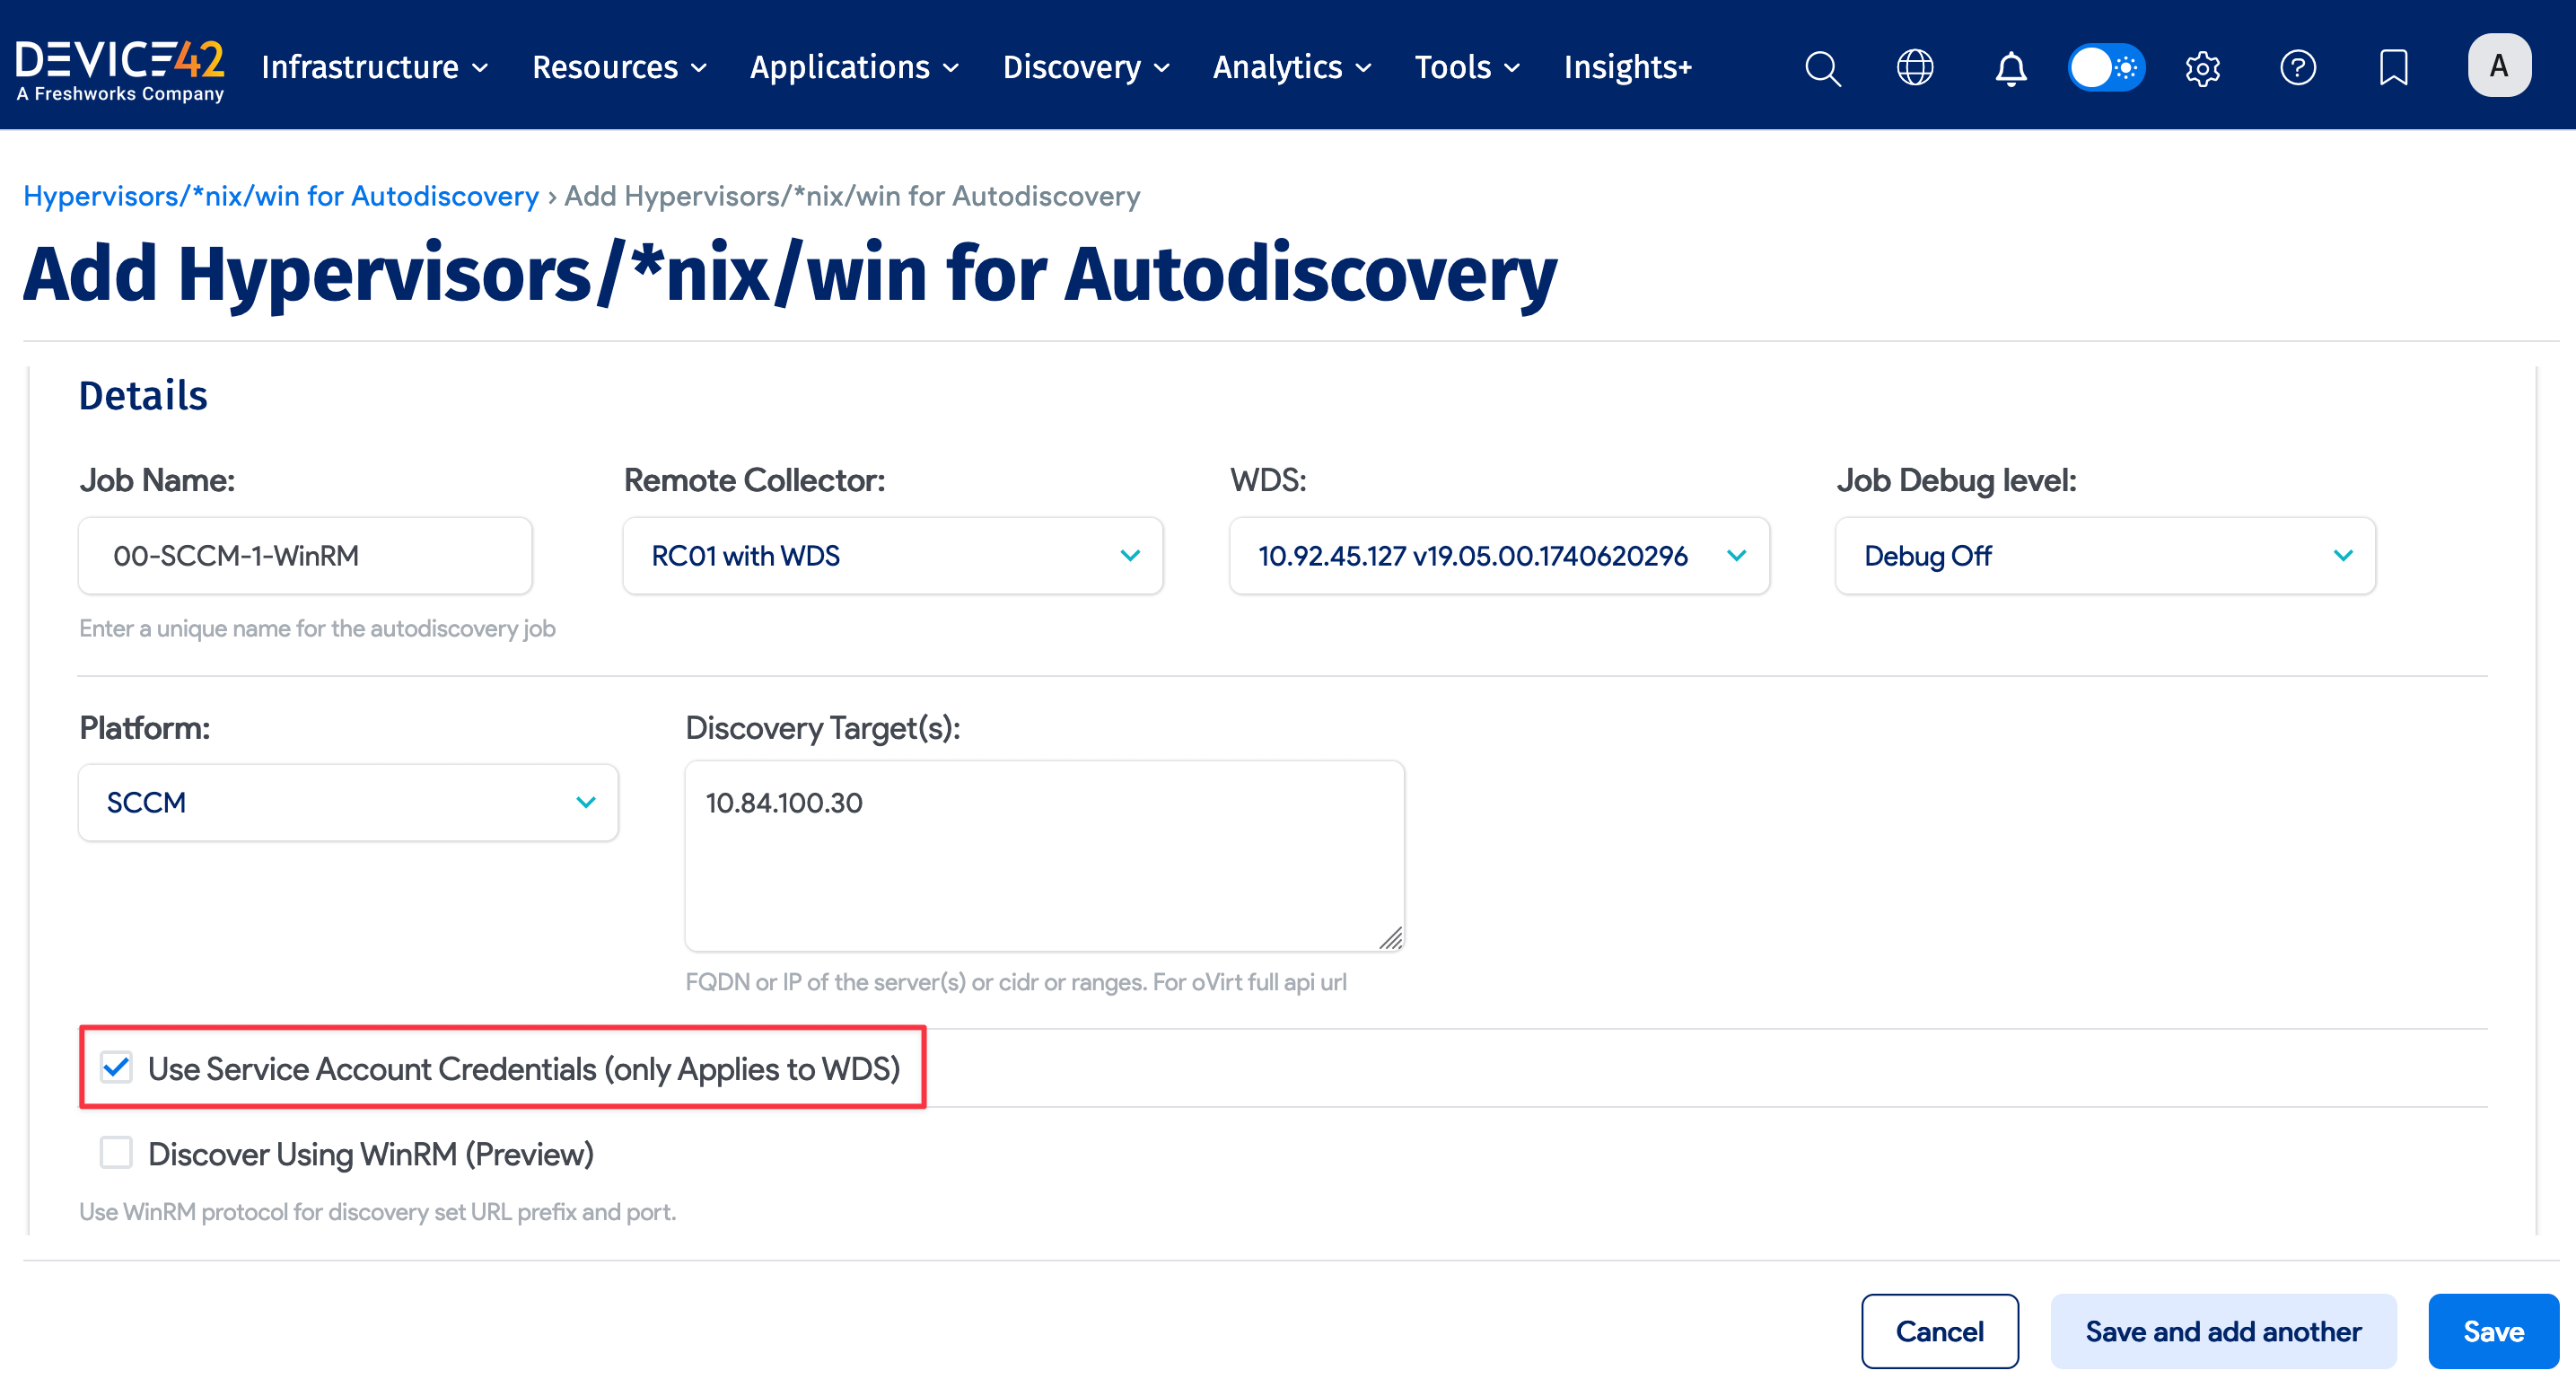 DEVICE42
A Freshworks Company
Infrastructure Resources Applications Discovery Analytics Tools Insights+ A
Hypervisors/*nix/win for Autodiscovery › Add Hypervisors/*nix/win for Autodiscovery
Add Hypervisors/*nix/win for Autodiscovery
Details
Job Name: Remote Collector: WDS: Job Debug level:
00-SCCM-1-WinRM RC01 with WDS 10.92.45.127 v19.05.00.1740620296 Debug Off
Enter a unique name for the autodiscovery job
Platform: Discovery Target(s):
SCCM 10.84.100.30
FQDN or IP of the server(s) or cidr or ranges. For oVirt full api url
Use Service Account Credentials (only Applies to WDS)
Discover Using WinRM (Preview)
Use WinRM protocol for discovery set URL prefix and port.
Cancel Save and add another Save